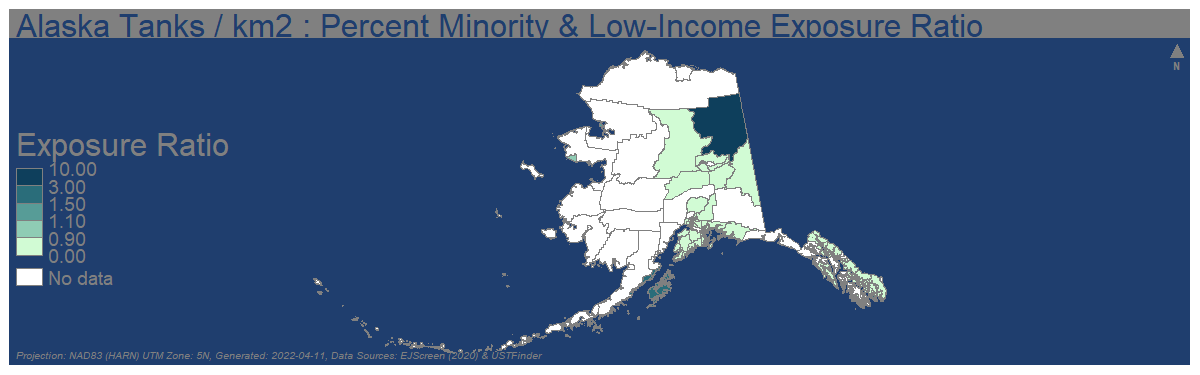 Alaska Tanks / km2 : Percent Minority & Low-Income Exposure Ratio
N
Exposure Ratio
10.00
3.00
1.50
1.10
0.90
0.00
No data
Projection: NAD83 (HARN) UTM Zone: 5N, Generated: 2022-04-11, Data Sources: EJScreen (2020) & USTFinder